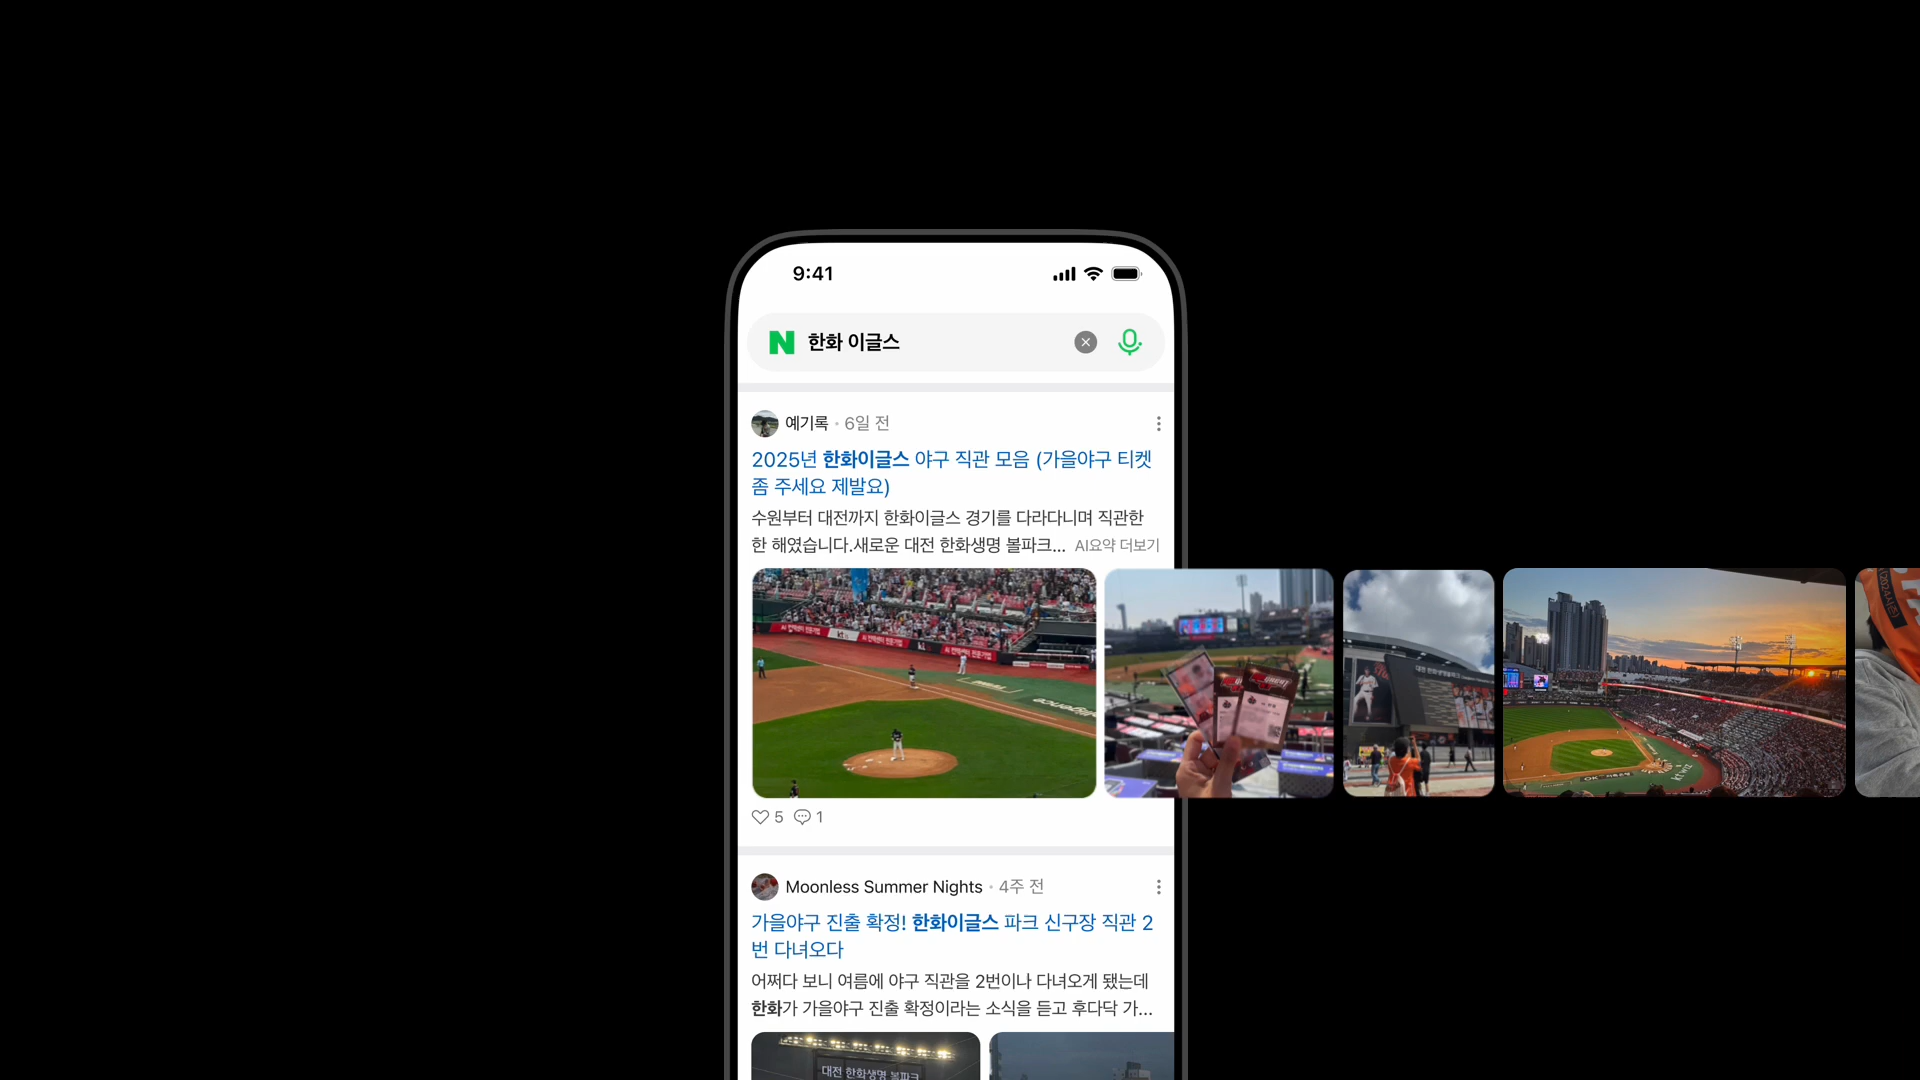 9:41
한화 이글스
예기록 · 6일 전
2025년 한화이글스 야구 직관 모음 (가을야구 티켓
좀 주세요 제발요)
수원부터 대전까지 한화이글스 경기를 다라다니며 직관한
한 해였습니다.새로운 대전 한화생명 볼파크... AI요약 더보기
5 1
Moonless Summer Nights · 4주 전
가을야구 진출 확정! 한화이글스 파크 신구장 직관 2
번 다녀오다
어쩌다 보니 여름에 야구 직관을 2번이나 다녀오게 됐는데
한화가 가을야구 진출 확정이라는 소식을 듣고 후다닥 가...
대전 한화생명 볼파크